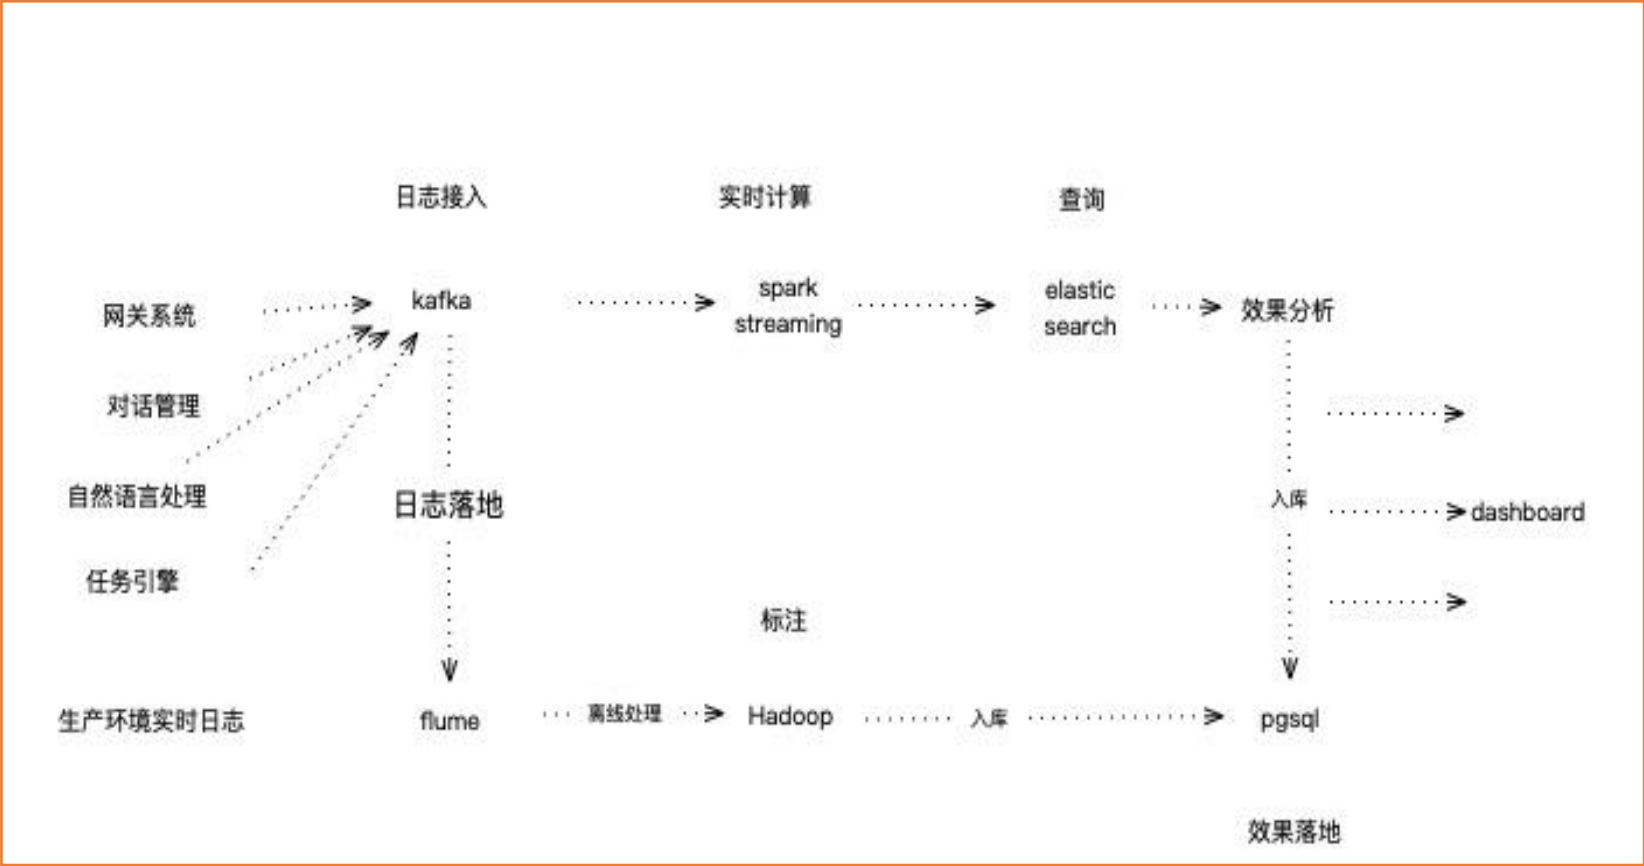 日志接入
实时计算
查询
网关系统
kafka
spark
streaming
elastic
search
效果分析
对话管理
自然语言处理
日志落地
入库
dashboard
任务引擎
标注
生产环境实时日志
flume
离线处理
Hadoop
入库
pgsql
效果落地